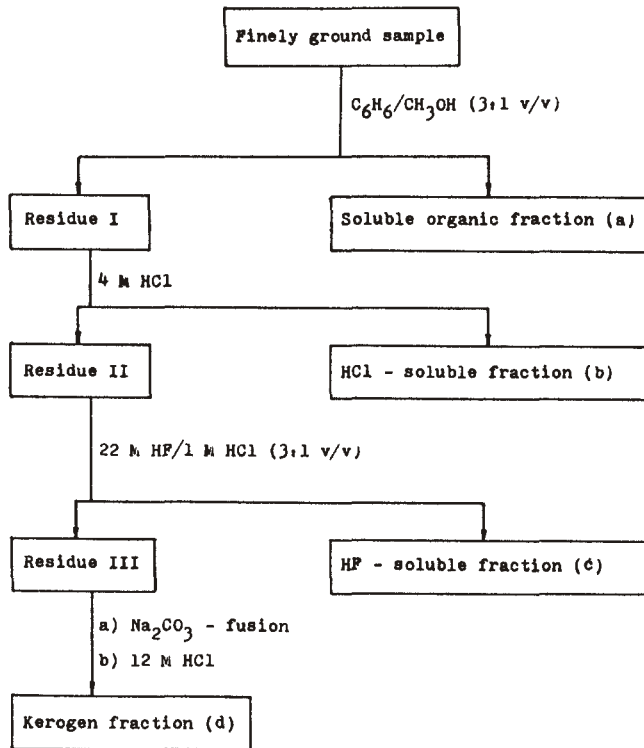 Finely ground sample
C₆H₆/CH₃OH (3:1 v/v)
Residue I
Soluble organic fraction (a)
4 M HCl
Residue II
HCl - soluble fraction (b)
22 M HF/1 M HCl (3:1 v/v)
Residue III
HF - soluble fraction (c)
a) Na₂CO₃ - fusion
b) 12 M HCl
Kerogen fraction (d)